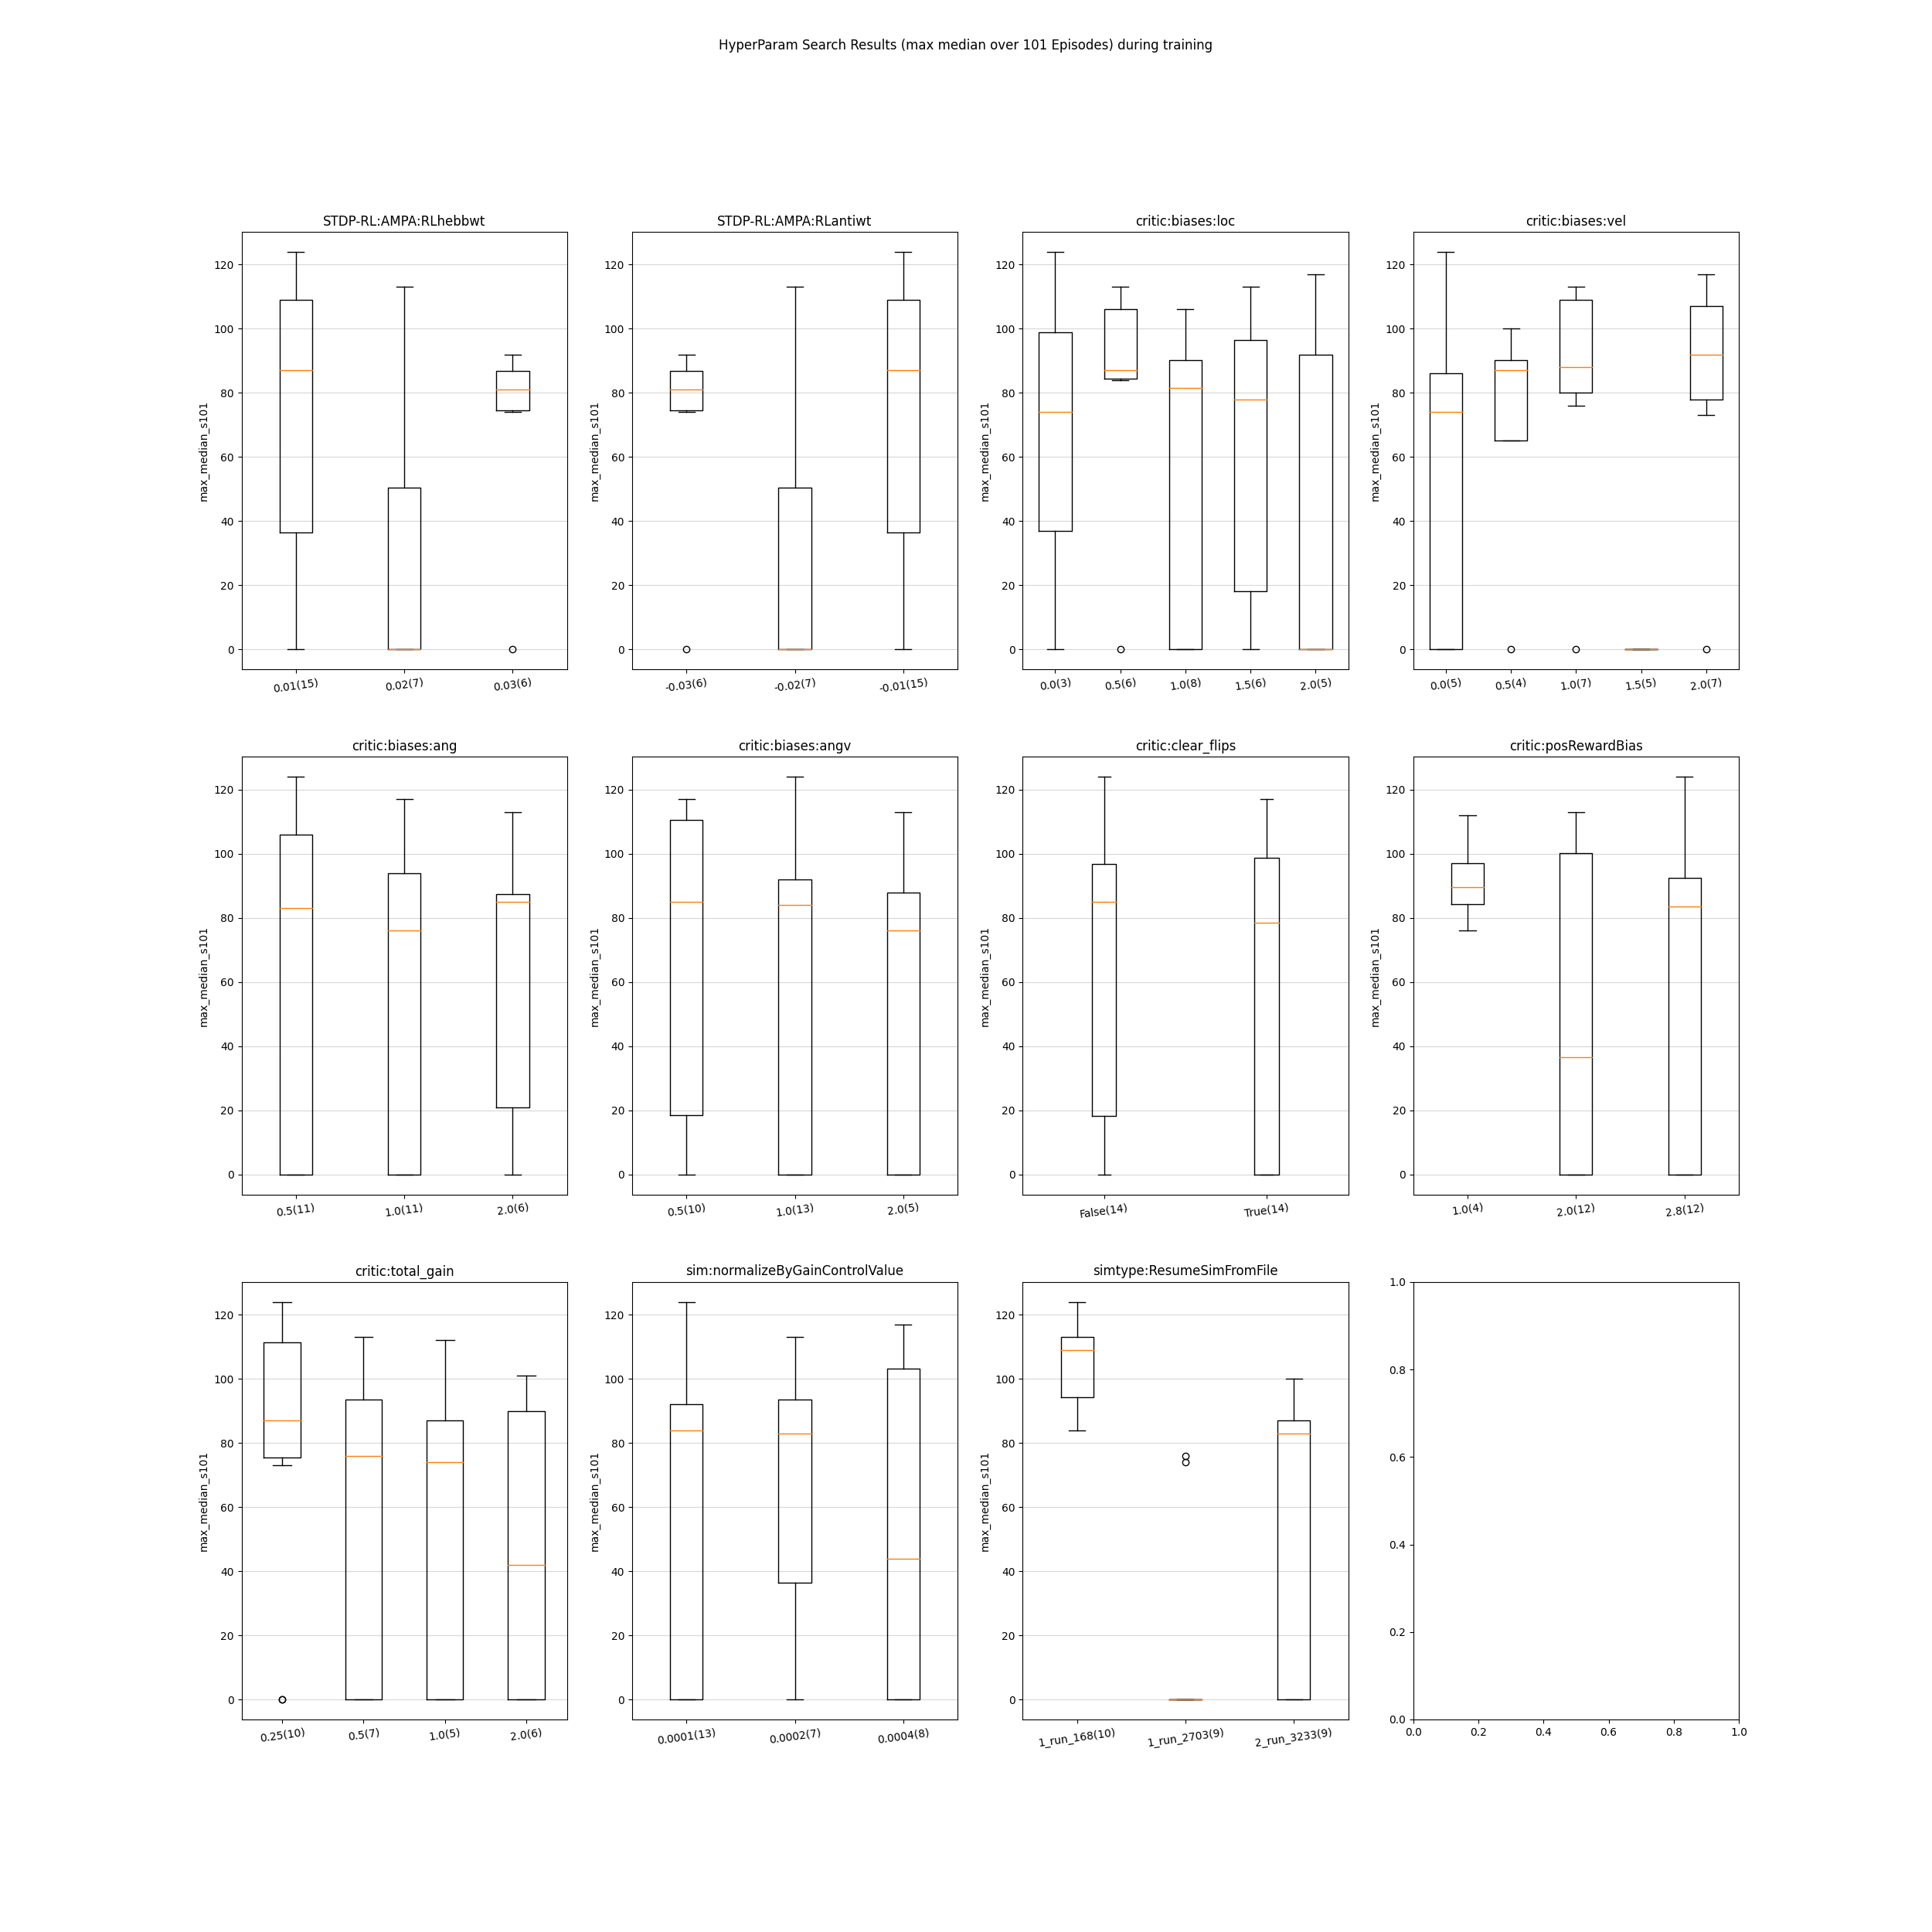 HyperParam Search Results (max median over 101 Episodes) during training
STDP-RL:AMPA:RLhebbwt
max_median_s101
120
100
80
60
40
20
0
0.01(15) 0.02(7) 0.03(6)
STDP-RL:AMPA:RLantiwt
max_median_s101
120
100
80
60
40
20
0
-0.03(6) -0.02(7) -0.01(15)
critic:biases:loc
max_median_s101
120
100
80
60
40
20
0
0.0(3) 0.5(6) 1.0(8) 1.5(6) 2.0(5)
critic:biases:vel
max_median_s101
120
100
80
60
40
20
0
0.0(5) 0.5(4) 1.0(7) 1.5(5) 2.0(7)
critic:biases:ang
max_median_s101
120
100
80
60
40
20
0
0.5(11) 1.0(11) 2.0(6)
critic:biases:angv
max_median_s101
120
100
80
60
40
20
0
0.5(10) 1.0(13) 2.0(5)
critic:clear_flips
max_median_s101
120
100
80
60
40
20
0
False(14) True(14)
critic:posRewardBias
max_median_s101
120
100
80
60
40
20
0
1.0(4) 2.0(12) 2.8(12)
critic:total_gain
max_median_s101
120
100
80
60
40
20
0
0.25(10) 0.5(7) 1.0(5) 2.0(6)
sim:normalizeByGainControlValue
max_median_s101
120
100
80
60
40
20
0
0.0001(13) 0.0002(7) 0.0004(8)
simtype:ResumeSimFromFile
max_median_s101
120
100
80
60
40
20
0
1_run_168(10) 1_run_2703(9) 2_run_3233(9)
1.0
0.8
0.6
0.4
0.2
0.0
0.0 0.2 0.4 0.6 0.8 1.0